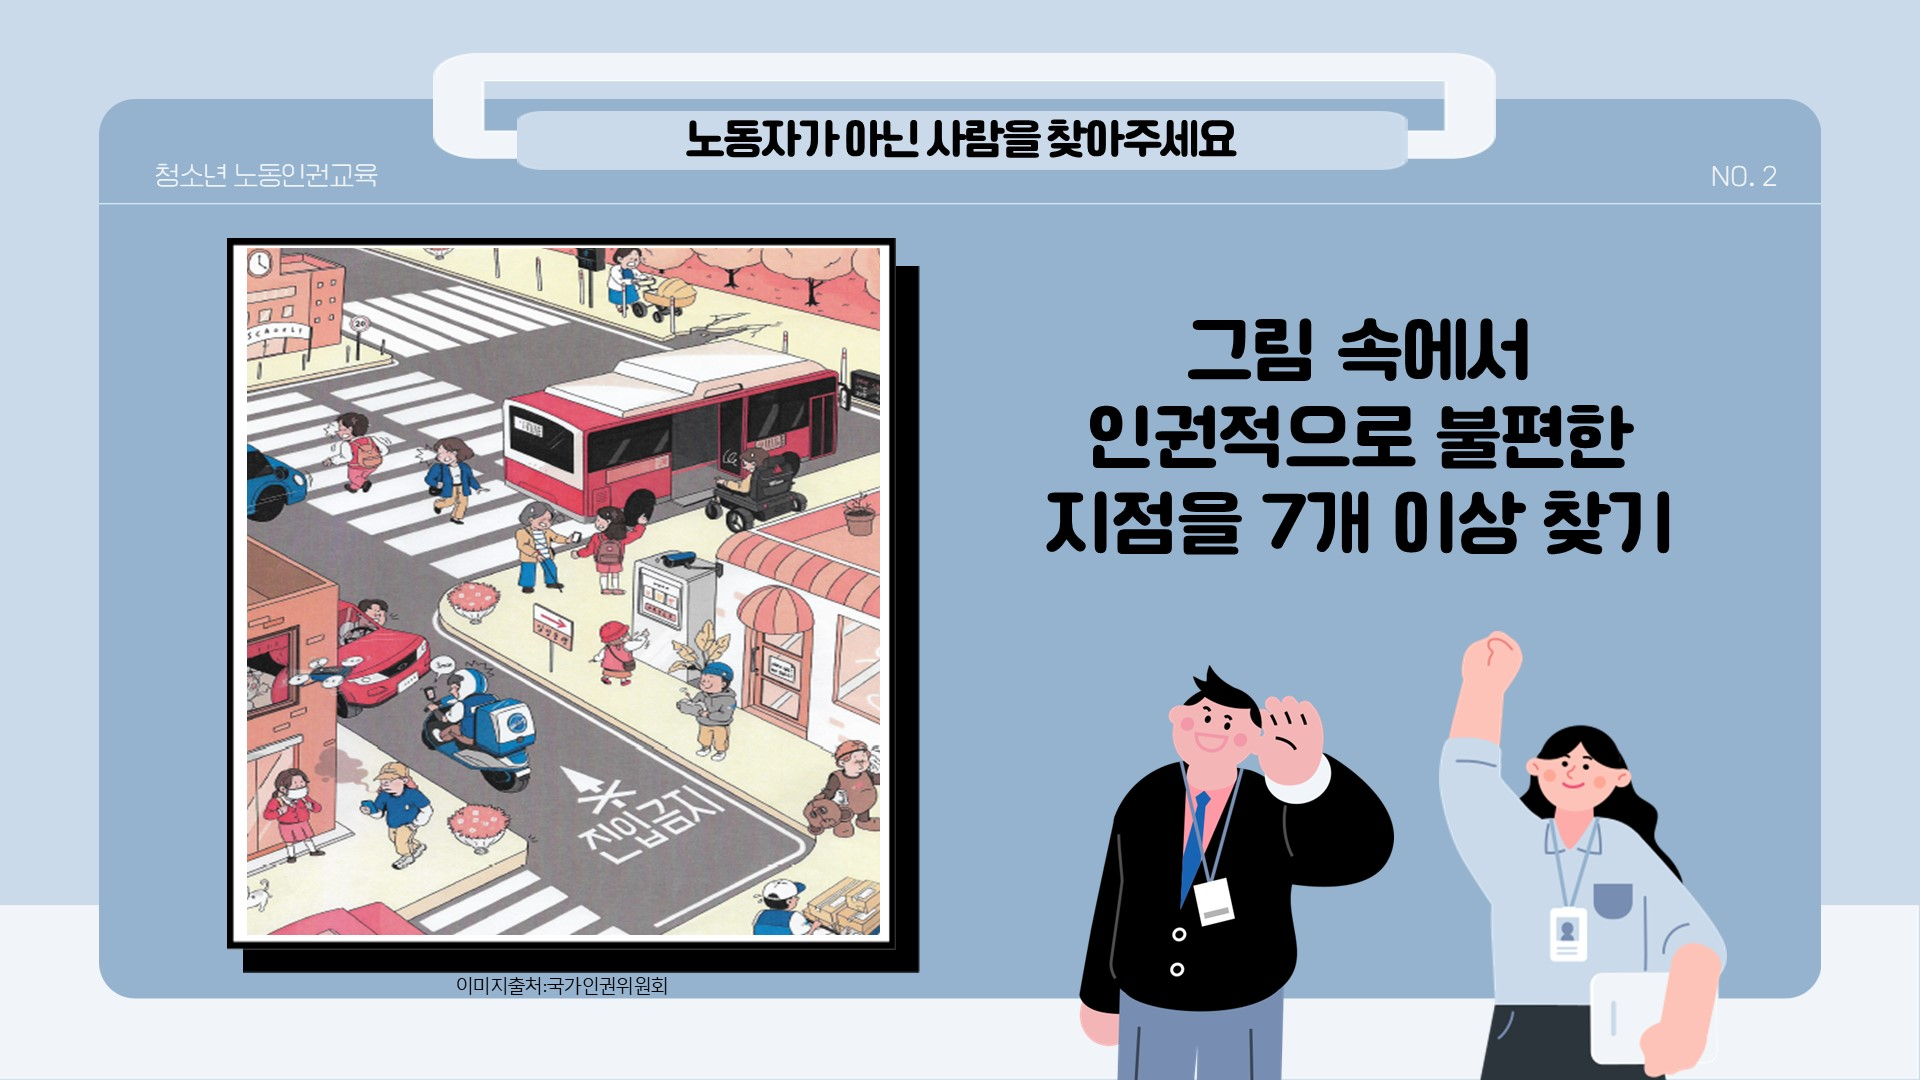 노동자가 아닌 사람을 찾아주세요
청소년 노동인권교육
NO. 2
그림 속에서
인권적으로 불편한
지점을 7개 이상 찾기
SCHOOLS
20
진입금지
이미지출처:국가인권위원회